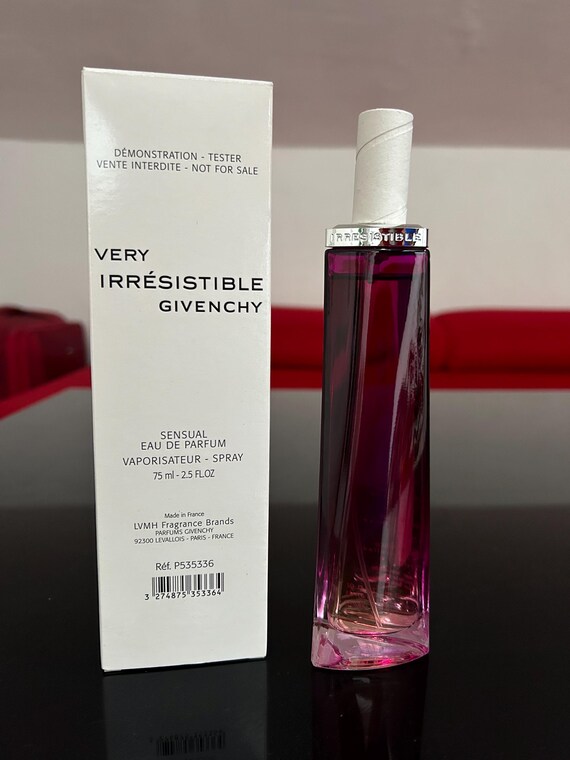 DÉMONSTRATION - TESTER
VENTE INTERDITE - NOT FOR SALE
VERY
IRRÉSISTIBLE
GIVENCHY
SENSUAL
EAU DE PARFUM
VAPORISATEUR - SPRAY
75 ml - 2.5 FL.OZ
Made in France
LVMH Fragrance Brands
PARFUMS GIVENCHY
92300 LEVALLOIS - PARIS - FRANCE
Réf. P535336
3 274875 353364
IRRESISTIBLE